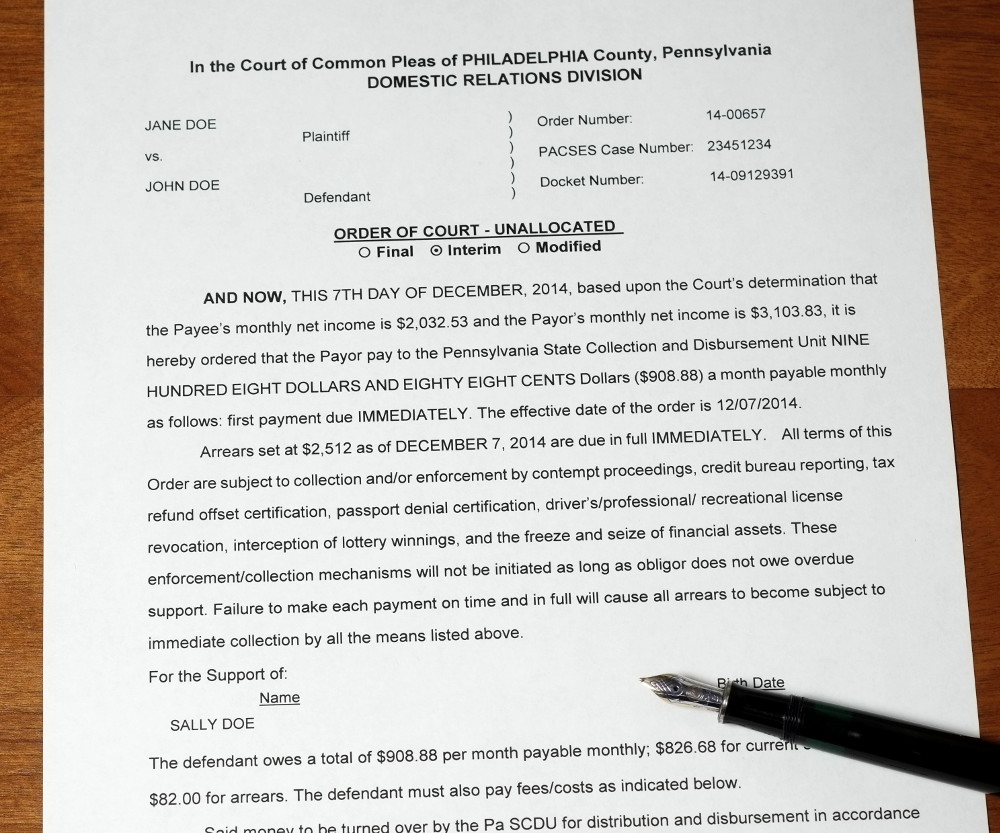 In the Court of Common Pleas of PHILADELPHIA County, Pennsylvania
DOMESTIC RELATIONS DIVISION
JANE DOE
Plaintiff
vs.
JOHN DOE
Defendant
)
)
)
)
)
)
Order Number: 14-00657
PACSES Case Number: 23451234
Docket Number: 14-09129391
ORDER OF COURT - UNALLOCATED
Final Interim Modified
AND NOW, THIS 7TH DAY OF DECEMBER, 2014, based upon the Court's determination that
the Payee's monthly net income is $2,032.53 and the Payor's monthly net income is $3,103.83, it is
hereby ordered that the Payor pay to the Pennsylvania State Collection and Disbursement Unit NINE
HUNDRED EIGHT DOLLARS AND EIGHTY EIGHT CENTS Dollars ($908.88) a month payable monthly
as follows: first payment due IMMEDIATELY. The effective date of the order is 12/07/2014.
Arrears set at $2,512 as of DECEMBER 7, 2014 are due in full IMMEDIATELY. All terms of this
Order are subject to collection and/or enforcement by contempt proceedings, credit bureau reporting, tax
refund offset certification, passport denial certification, driver's/professional/ recreational license
revocation, interception of lottery winnings, and the freeze and seize of financial assets. These
enforcement/collection mechanisms will not be initiated as long as obligor does not owe overdue
support. Failure to make each payment on time and in full will cause all arrears to become subject to
immediate collection by all the means listed above.
For the Support of:
Name Birth Date
SALLY DOE
The defendant owes a total of $908.88 per month payable monthly; $826.68 for current
$82.00 for arrears. The defendant must also pay fees/costs as indicated below.
Said money to be turned over by the Pa SCDU for distribution and disbursement in accordance